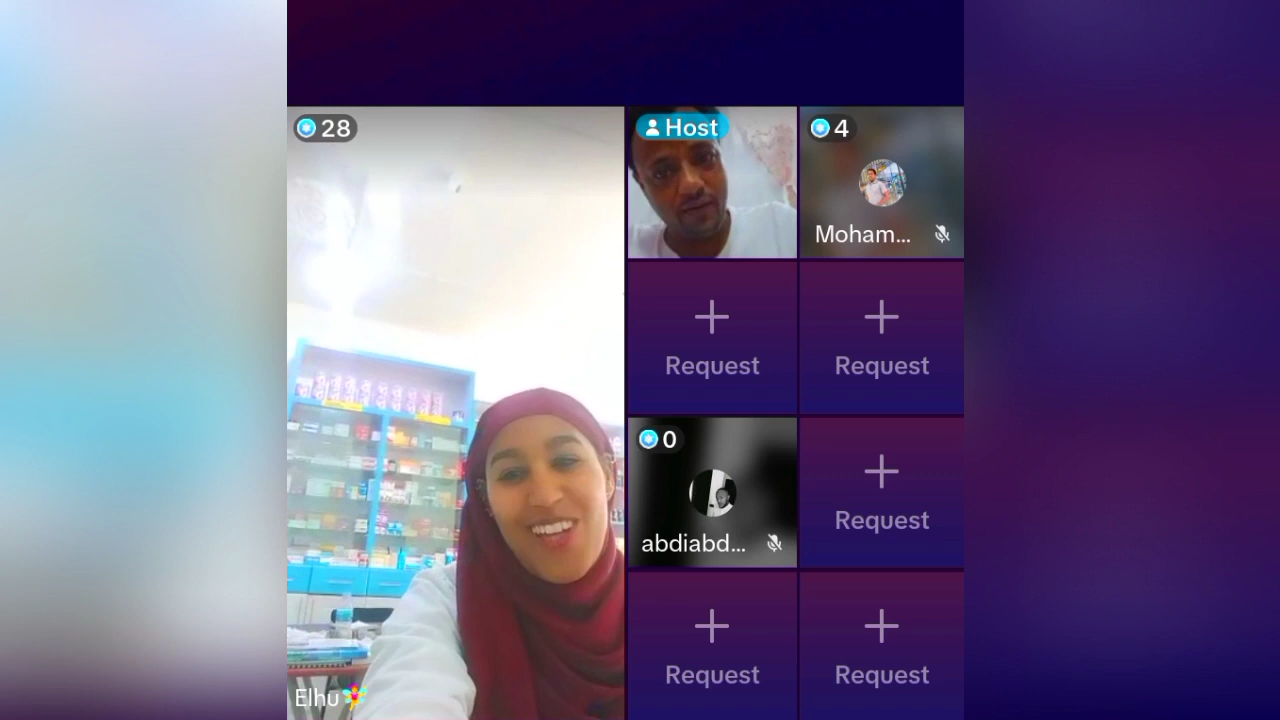 28
Host
4
Moham...
Request
Request
0
abdiabd...
Request
Request
Request
Elhu🧚